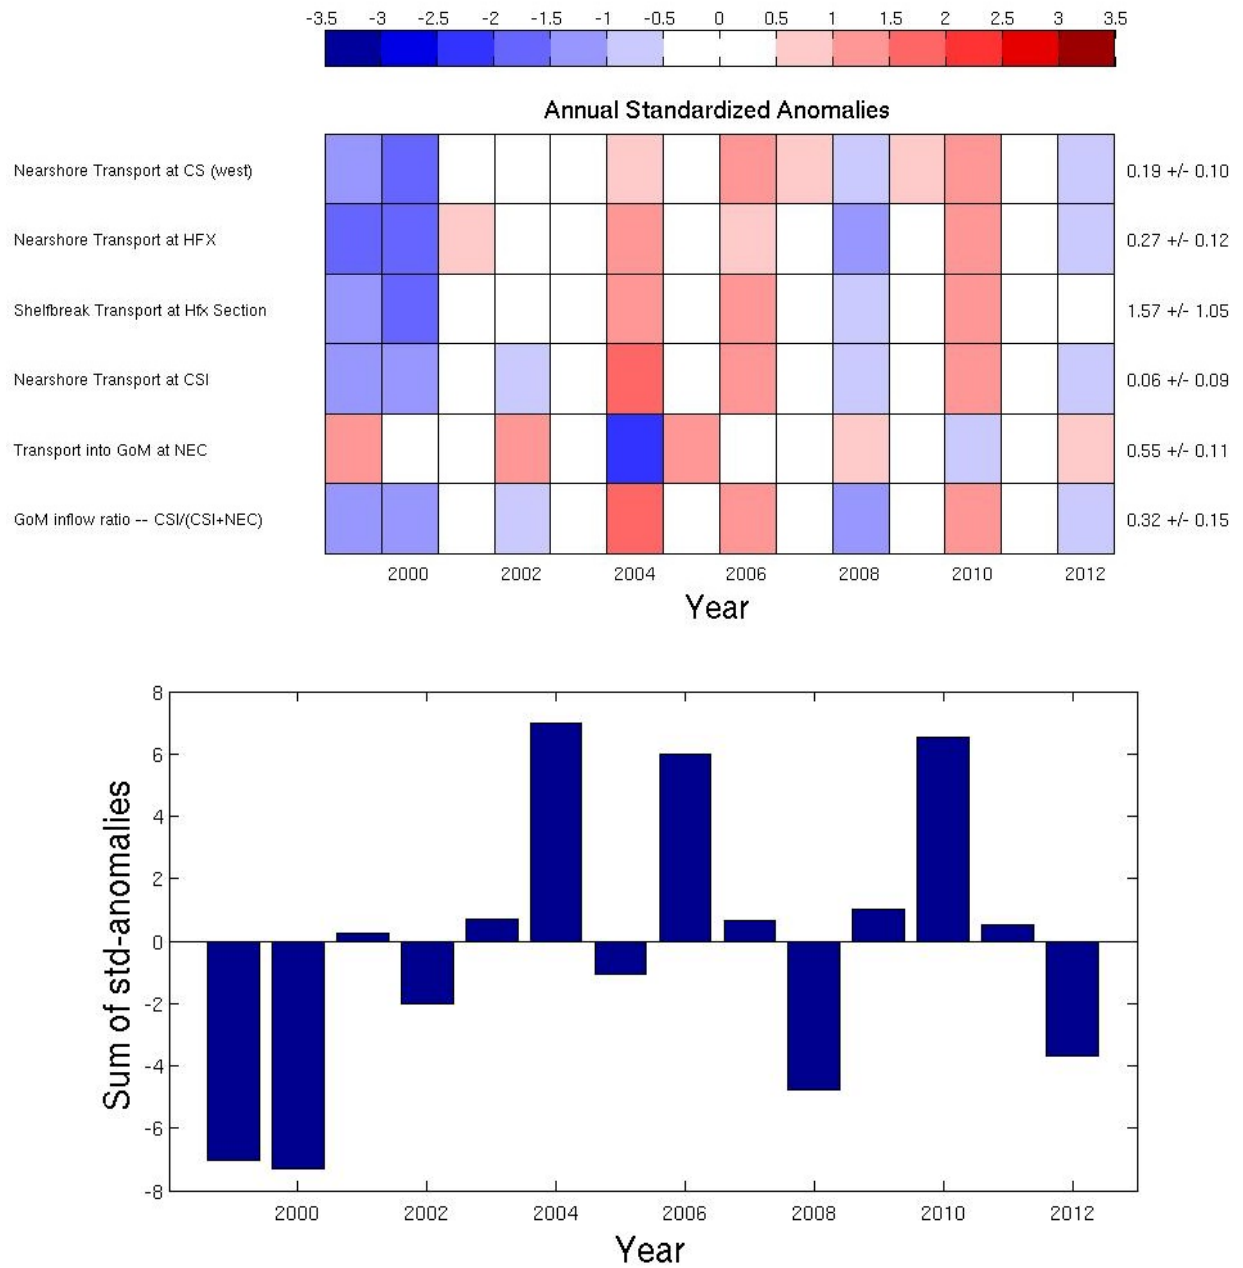 -3.5 -3 -2.5 -2 -1.5 -1 -0.5 0 0.5 1 1.5 2 2.5 3 3.5
Annual Standardized Anomalies
Nearshore Transport at CS (west) 0.19 +/- 0.10
Nearshore Transport at HFX 0.27 +/- 0.12
Shelfbreak Transport at Hfx Section 1.57 +/- 1.05
Nearshore Transport at CSI 0.06 +/- 0.09
Transport into GoM at NEC 0.55 +/- 0.11
GoM inflow ratio -- CSI/(CSI+NEC) 0.32 +/- 0.15
2000 2002 2004 2006 2008 2010 2012
Year
8
6
4
2
0
-2
-4
-6
-8
Sum of std-anomalies
2000 2002 2004 2006 2008 2010 2012
Year